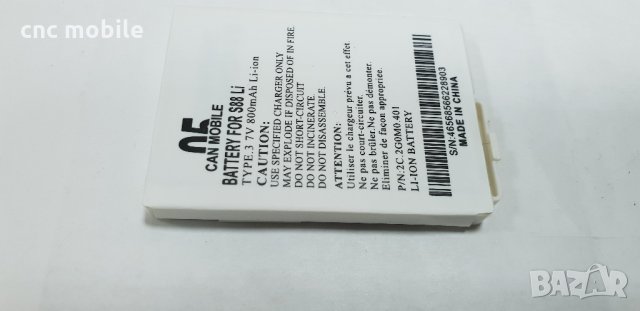 cnc mobile
05
CAN MOBILE
BATTERY FOR S88 Li
TYPE.3 7V 800mAh Li-ion
CAUTION:
USE SPECIFIED CHARGER ONLY
MAY EXPLODE IF DISPOSED OF IN FIRE
DO NOT SHORT-CIRCUIT
DO NOT INCINERATE
DO NOT DISASSEMBLE.
ATTENTION:
Utiliser le chargeur prévu a cet effet.
Ne pas court-circuiter.
Ne pas brûler.Ne pas démonter.
Eliminer de façon appropriée.
P/N:2C.2G0M0.401
LI-ION BATTERY
S/N:46568566228903
MADE IN CHINA
BAZAR